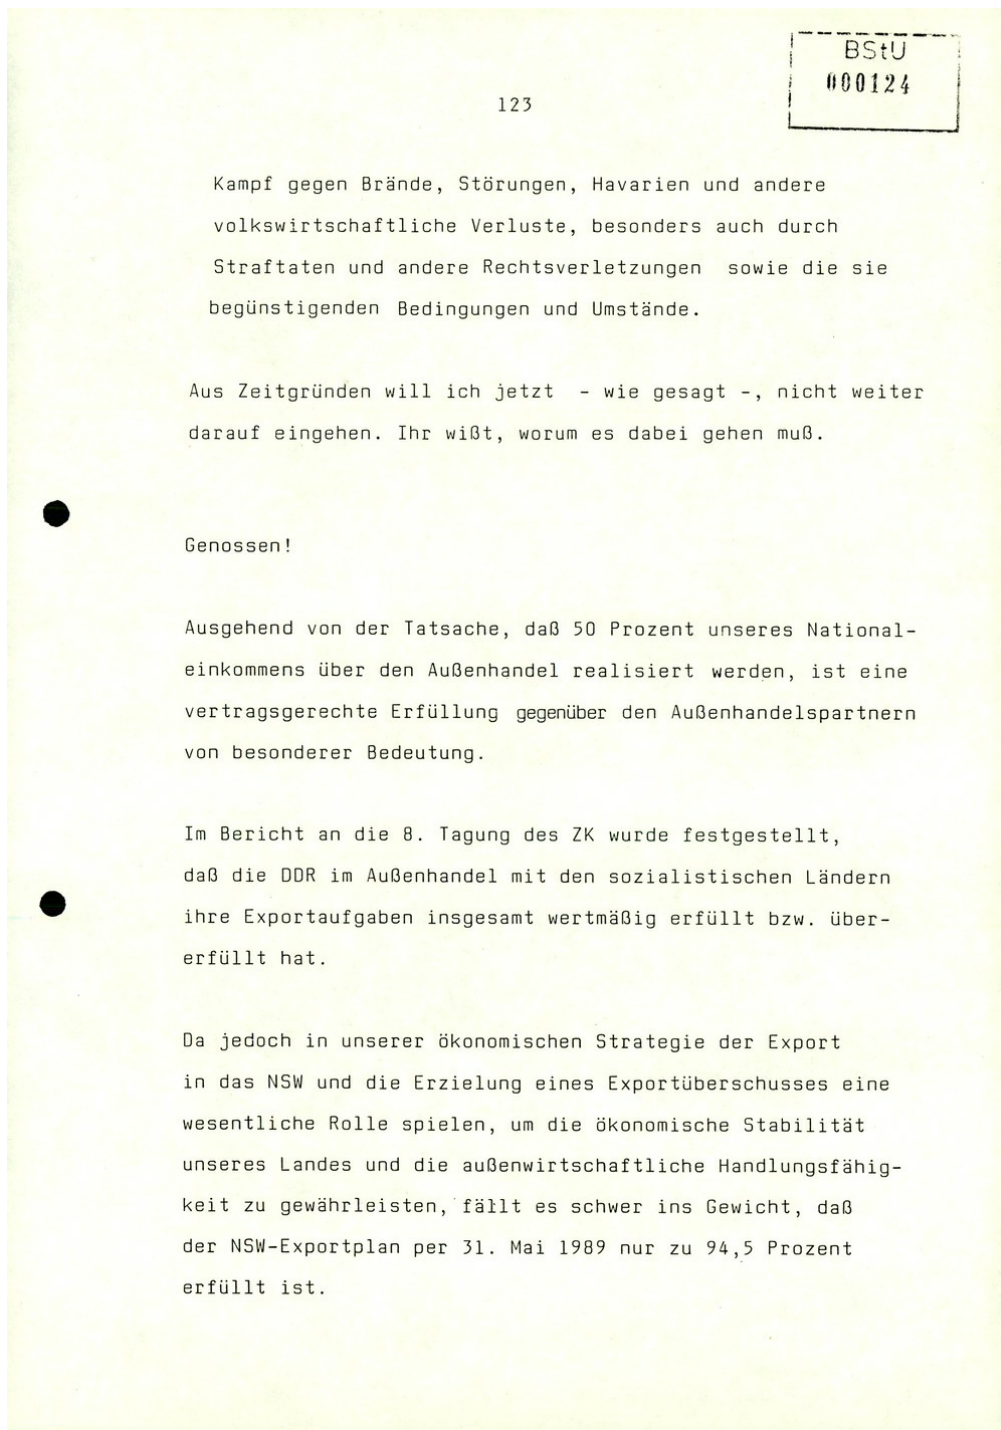 BStU
000124
123
Kampf gegen Brände, Störungen, Havarien und andere
volkswirtschaftliche Verluste, besonders auch durch
Straftaten und andere Rechtsverletzungen  sowie die sie
begünstigenden Bedingungen und Umstände.
Aus Zeitgründen will ich jetzt  - wie gesagt -, nicht weiter
darauf eingehen. Ihr wißt, worum es dabei gehen muß.
Genossen!
Ausgehend von der Tatsache, daß 50 Prozent unseres National-
einkommens über den Außenhandel realisiert werden, ist eine
vertragsgerechte Erfüllung gegenüber den Außenhandelspartnern
von besonderer Bedeutung.
Im Bericht an die 8. Tagung des ZK wurde festgestellt,
daß die DDR im Außenhandel mit den sozialistischen Ländern
ihre Exportaufgaben insgesamt wertmäßig erfüllt bzw. über-
erfüllt hat.
Da jedoch in unserer ökonomischen Strategie der Export
in das NSW und die Erzielung eines Exportüberschusses eine
wesentliche Rolle spielen, um die ökonomische Stabilität
unseres Landes und die außenwirtschaftliche Handlungsfähig-
keit zu gewährleisten, fällt es schwer ins Gewicht, daß
der NSW-Exportplan per 31. Mai 1989 nur zu 94,5 Prozent
erfüllt ist.